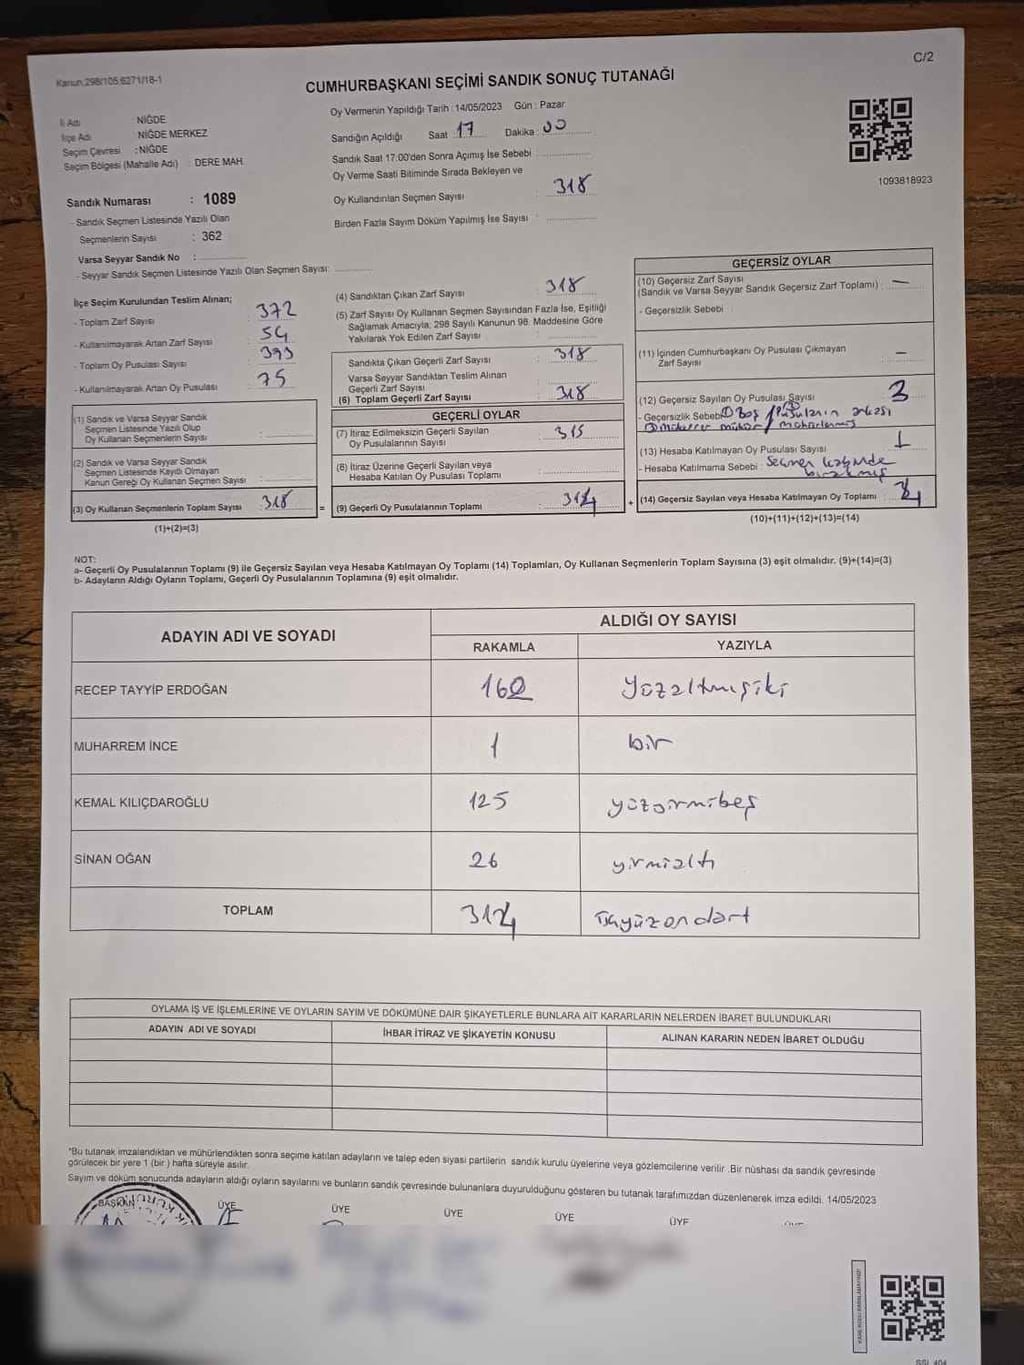 Kanun 298/105 6271/18-1
C/2
CUMHURBAŞKANI SEÇİMİ SANDIK SONUÇ TUTANAĞI
İl Adı : NİĞDE
İlçe Adı : NİĞDE MERKEZ
Seçim Çevresi : NİĞDE
Seçim Bölgesi (Mahalle Adı) : DERE MAH.
Oy Vermenin Yapıldığı Tarih : 14/05/2023 Gün : Pazar
Sandığın Açıldığı Saat 17 Dakika : 00
Sandık Saat 17:00'den Sonra Açımış İse Sebebi
Oy Verme Saati Bitiminde Sırada Bekleyen ve
Oy Kullandırılan Seçmen Sayısı : 318
Birden Fazla Sayım Döküm Yapılmış İse Sayısı :
1093818923
Sandık Numarası : 1089
- Sandık Seçmen Listesinde Yazılı Olan
Seçmenlerin Sayısı : 362
Varsa Seyyar Sandık No :
- Seyyar Sandık Seçmen Listesinde Yazılı Olan Seçmen Sayısı:
İlçe Seçim Kurulundan Teslim Alınan;
- Toplam Zarf Sayısı : 372
- Kullanılmayarak Artan Zarf Sayısı : 54
- Toplam Oy Pusulası Sayısı : 393
- Kullanılmayarak Artan Oy Pusulası : 75
(1) Sandık ve Varsa Seyyar Sandık
Seçmen Listesinde Yazılı Olup
Oy Kullanan Seçmenlerin Sayısı :
(2) Sandık ve Varsa Seyyar Sandık
Seçmen Listesinde Kaydı Olmayan
Kanun Gereği Oy Kullanan Seçmen Sayısı :
(3) Oy Kullanan Seçmenlerin Toplam Sayısı : 318
(1)+(2)=(3)
(4) Sandıktan Çıkan Zarf Sayısı : 318
(5) Zarf Sayısı Oy Kullanan Seçmen Sayısından Fazla İse, Eşitliği
Sağlamak Amacıyla; 298 Sayılı Kanunun 98. Maddesine Göre
Yakılarak Yok Edilen Zarf Sayısı :
Sandıkta Çıkan Geçerli Zarf Sayısı : 318
Varsa Seyyar Sandıktan Teslim Alınan
Geçerli Zarf Sayısı
(6) Toplam Geçerli Zarf Sayısı : 318
GEÇERLİ OYLAR
(7) İtiraz Edilmeksizin Geçerli Sayılan
Oy Pusulalarının Sayısı : 315
(8) İtiraz Üzerine Geçerli Sayılan veya
Hesaba Katılan Oy Pusulası Toplamı :
= (9) Geçerli Oy Pusulalarının Toplamı : 314
GEÇERSİZ OYLAR
(10) Geçersiz Zarf Sayısı
(Sandık ve Varsa Seyyar Sandık Geçersiz Zarf Toplamı) : —
- Geçersizlik Sebebi :
(11) İçinden Cumhurbaşkanı Oy Pusulası Çıkmayan
Zarf Sayısı : —
(12) Geçersiz Sayılan Oy Pusulası Sayısı : 3
- Geçersizlik Sebebi : ① Boş / Pusulanın arkası
mühürlenmiş
(13) Hesaba Katılmayan Oy Pusulası Sayısı : 1
- Hesaba Katılmama Sebebi : Seçmen
+ (14) Geçersiz Sayılan veya Hesaba Katılmayan Oy Toplamı : 4
(10)+(11)+(12)+(13)=(14)
NOT:
a- Geçerli Oy Pusulalarının Toplamı (9) ile Geçersiz Sayılan veya Hesaba Katılmayan Oy Toplamı (14) Toplamları, Oy Kullanan Seçmenlerin Toplam Sayısına (3) eşit olmalıdır. (9)+(14)=(3)
b- Adayların Aldığı Oyların Toplamı, Geçerli Oy Pusulalarının Toplamına (9) eşit olmalıdır.
ADAYIN ADI VE SOYADI
ALDIĞI OY SAYISI
RAKAMLA YAZIYLA
RECEP TAYYİP ERDOĞAN 162 yüzaltmışiki
MUHARREM İNCE 1 bir
KEMAL KILIÇDAROĞLU 125 yüzyirmibeş
SİNAN OĞAN 26 yirmialtı
TOPLAM 314 üçyüzondört
OYLAMA İŞ VE İŞLEMLERİNE VE OYLARIN SAYIM VE DÖKÜMÜNE DAİR ŞİKAYETLERLE BUNLARA AİT KARARLARIN NELERDEN İBARET BULUNDUKLARI
ADAYIN ADI VE SOYADI İHBAR İTİRAZ VE ŞİKAYETİN KONUSU ALINAN KARARIN NEDEN İBARET OLDUĞU
*Bu tutanak imzalandıktan ve mühürlendikten sonra seçime katılan adayların ve talep eden siyasi partilerin sandık kurulu üyelerine veya gözlemcilerine verilir .Bir nüshası da sandık çevresinde
görülecek bir yere 1 (bir ) hafta süreyle asılır.
Sayım ve döküm sonucunda adayların aldığı oyların sayılarını ve bunların sandık çevresinde bulunanlara duyurulduğunu gösteren bu tutanak tarafımızdan düzenlenerek imza edildi. 14/05/2023
BAŞKAN ÜYE ÜYE ÜYE ÜYE ÜYE